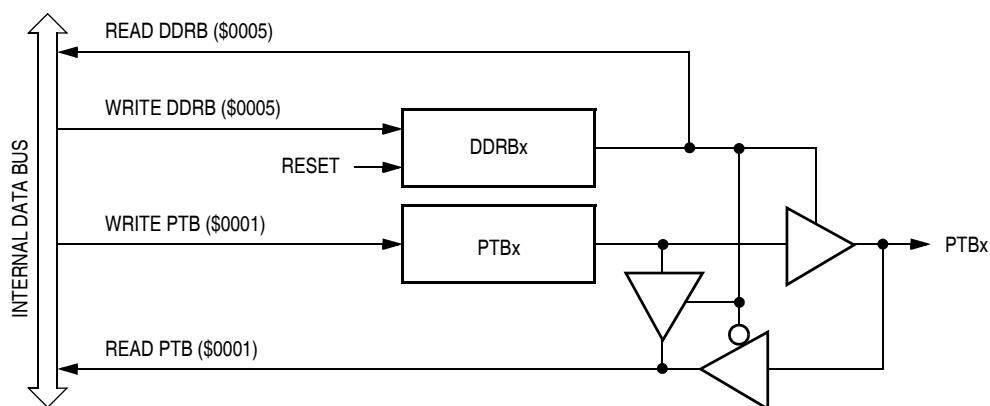 READ DDRB ($0005)
WRITE DDRB ($0005)
DDRBx
RESET
INTERNAL DATA BUS
WRITE PTB ($0001)
PTBx
PTBx
READ PTB ($0001)